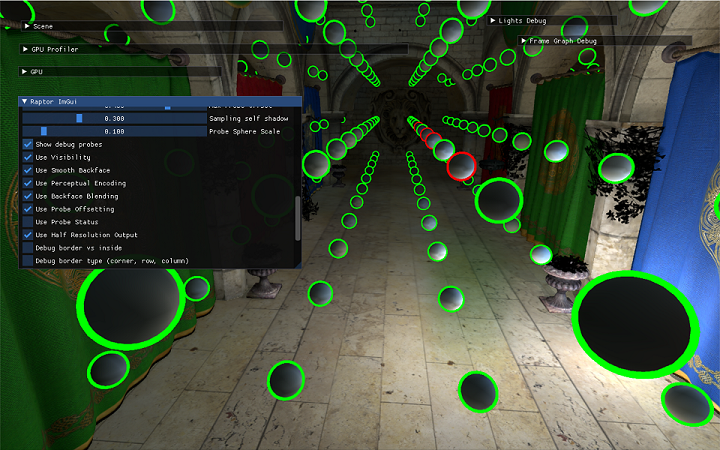 Scene
Lights Debug
Frame Graph Debug
GPU Profiler
GPU
Raptor ImGui
0.300 Sampling self shadow
0.100 Probe Sphere Scale
Show debug probes
Use Visibility
Use Smooth Backface
Use Perceptual Encoding
Use Backface Blending
Use Probe Offsetting
Use Probe Status
Use Half Resolution Output
Debug border vs inside
Debug border type (corner, row, column)